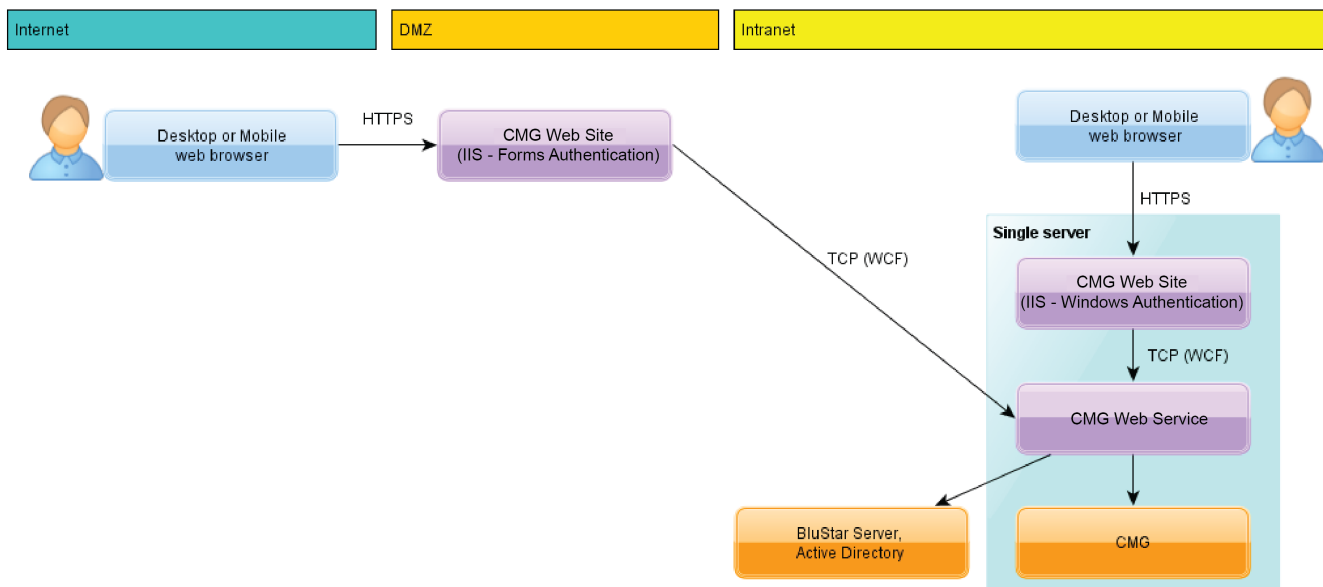 Internet
DMZ
Intranet
Desktop or Mobile
web browser
HTTPS
CMG Web Site
(IIS - Forms Authentication)
Desktop or Mobile
web browser
HTTPS
Single server
TCP (WCF)
CMG Web Site
(IIS - Windows Authentication)
TCP (WCF)
CMG Web Service
BluStar Server,
Active Directory
CMG